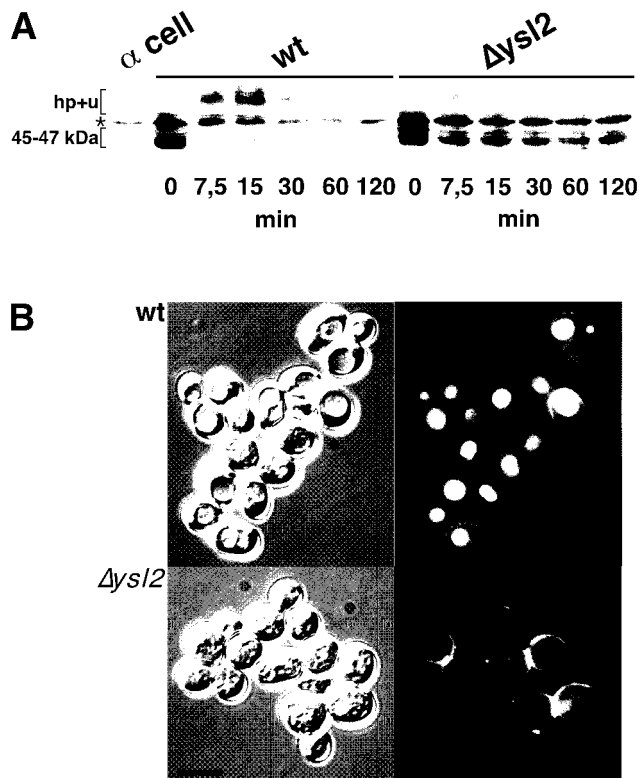 A
α cell
wt
Δysl2
hp+u
*
45-47 kDa
0 7,5 15 30 60 120 0 7,5 15 30 60 120
min min
B
wt
Δysl2